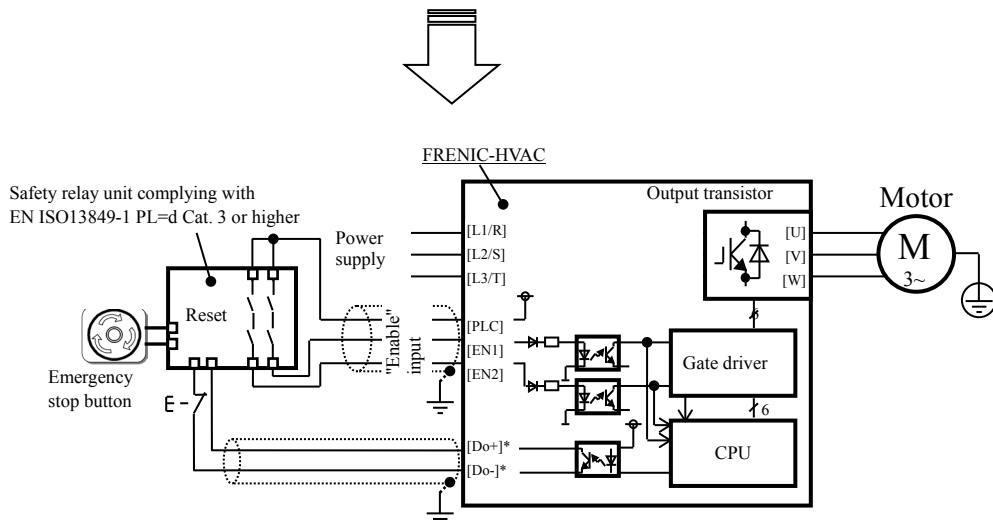 FRENIC-HVAC
Safety relay unit complying with
EN ISO13849-1 PL=d Cat. 3 or higher
Output transistor
Motor
Power
supply
[L1/R]
[L2/S]
[L3/T]
[U]
[V]
[W]
M
3~
Reset
"Enable"
input
[PLC]
[EN1]
[EN2]
Gate driver
6
Emergency
stop button
6
[Do+]*
[Do-]*
CPU